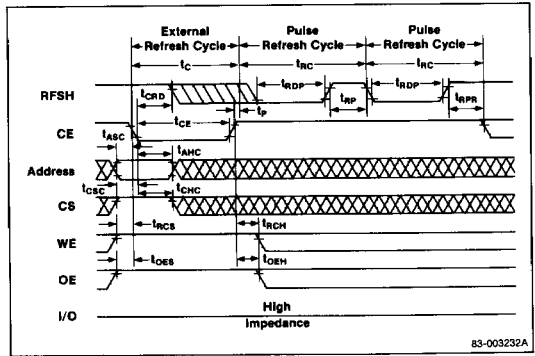 External Refresh Cycle
Pulse Refresh Cycle
Pulse Refresh Cycle
tC
tRC
tRC
RFSH
tCRD
tRDP
tRP
tRDP
tRPR
tP
CE
tASC
tCE
tAHC
Address
tCSC
tCHC
CS
tRCS
tRCH
WE
tOES
tOEH
OE
I/O
High
Impedance
83-003232A